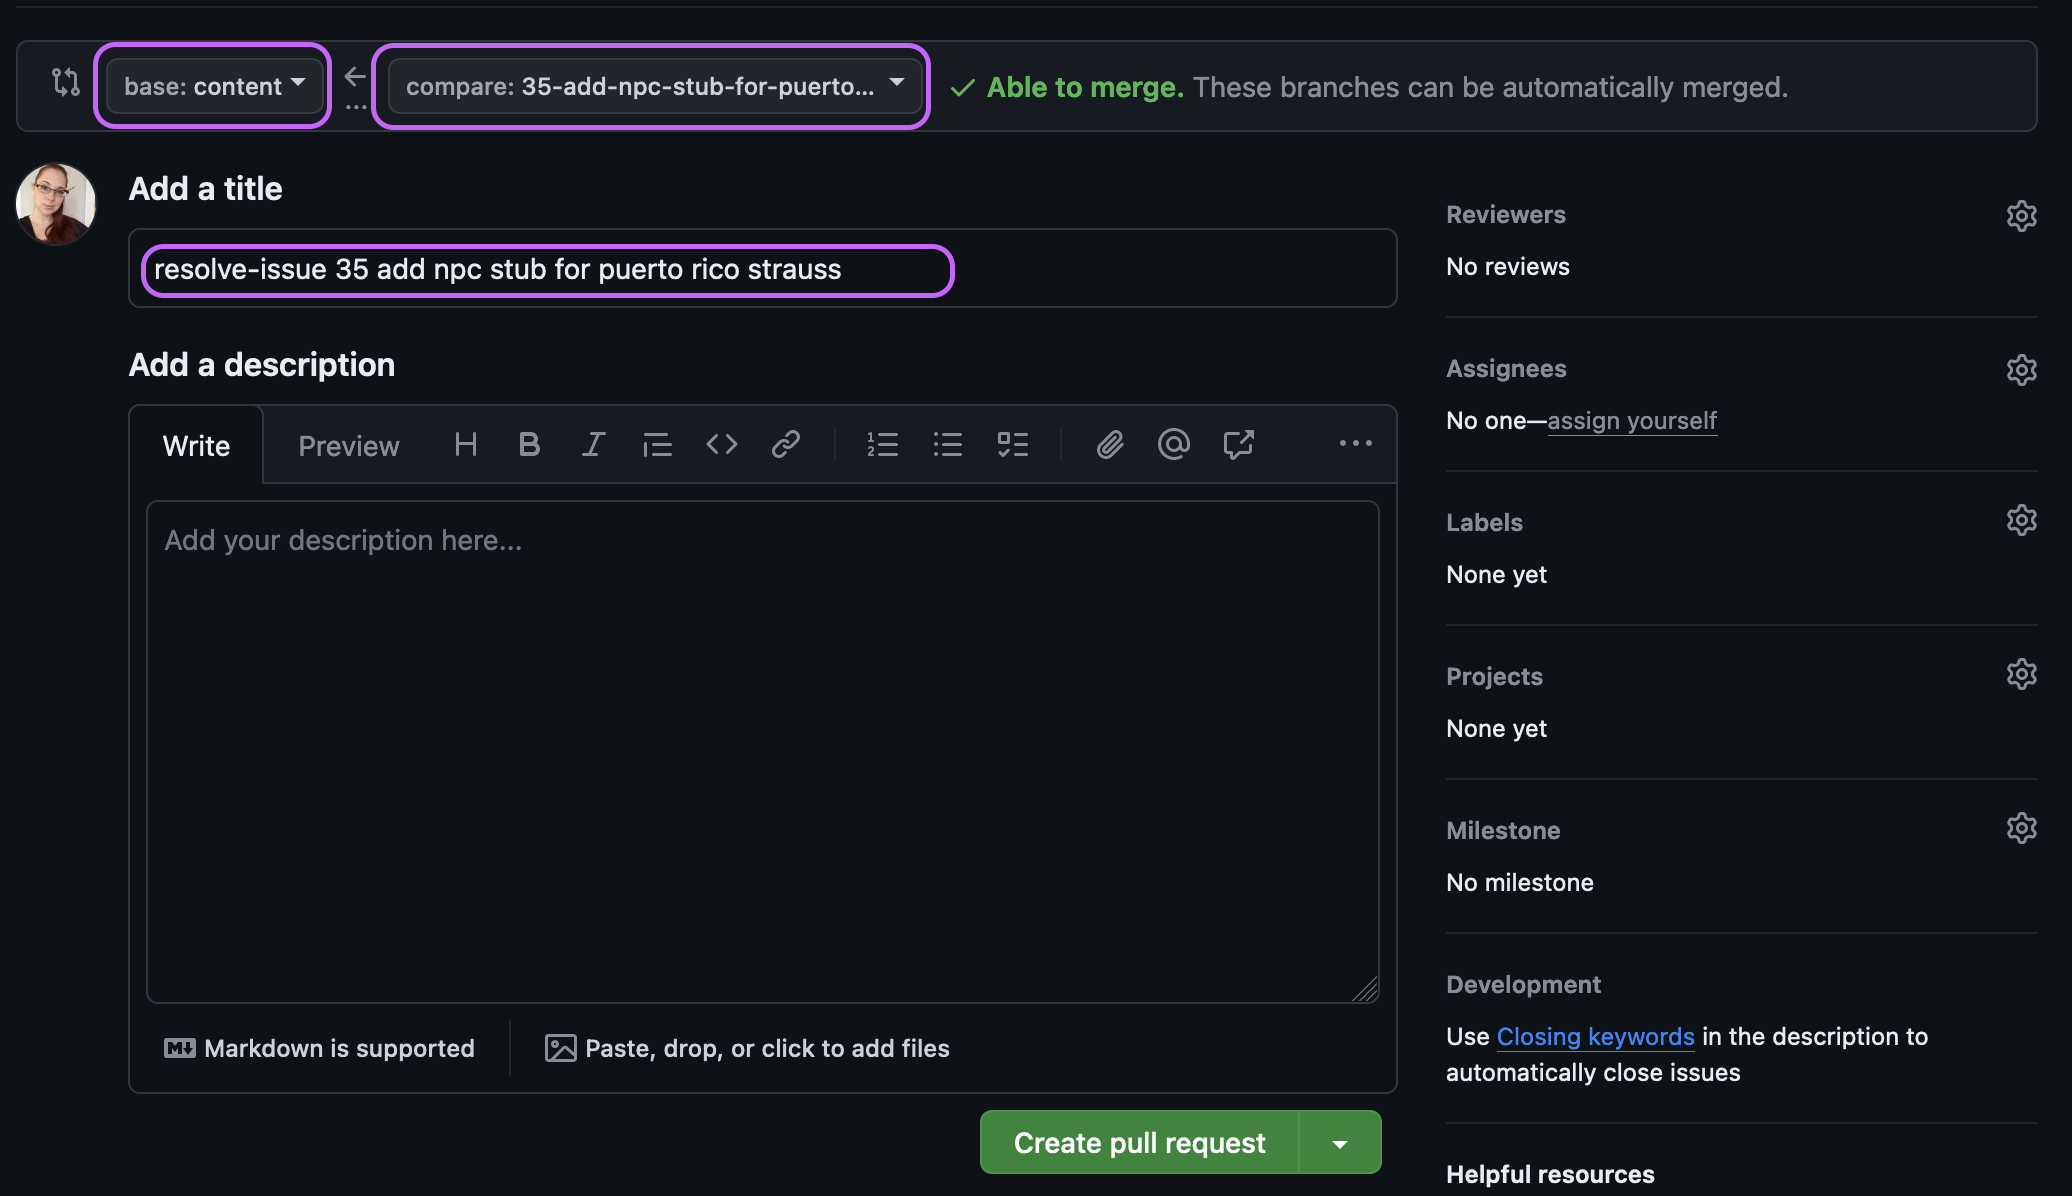 base: content
compare: 35-add-npc-stub-for-puerto...
Able to merge. These branches can be automatically merged.
Add a title
resolve-issue 35 add npc stub for puerto rico strauss
Add a description
Write
Preview
Add your description here...
Markdown is supported
Paste, drop, or click to add files
Create pull request
Reviewers
No reviews
Assignees
No one—assign yourself
Labels
None yet
Projects
None yet
Milestone
No milestone
Development
Use Closing keywords in the description to
automatically close issues
Helpful resources